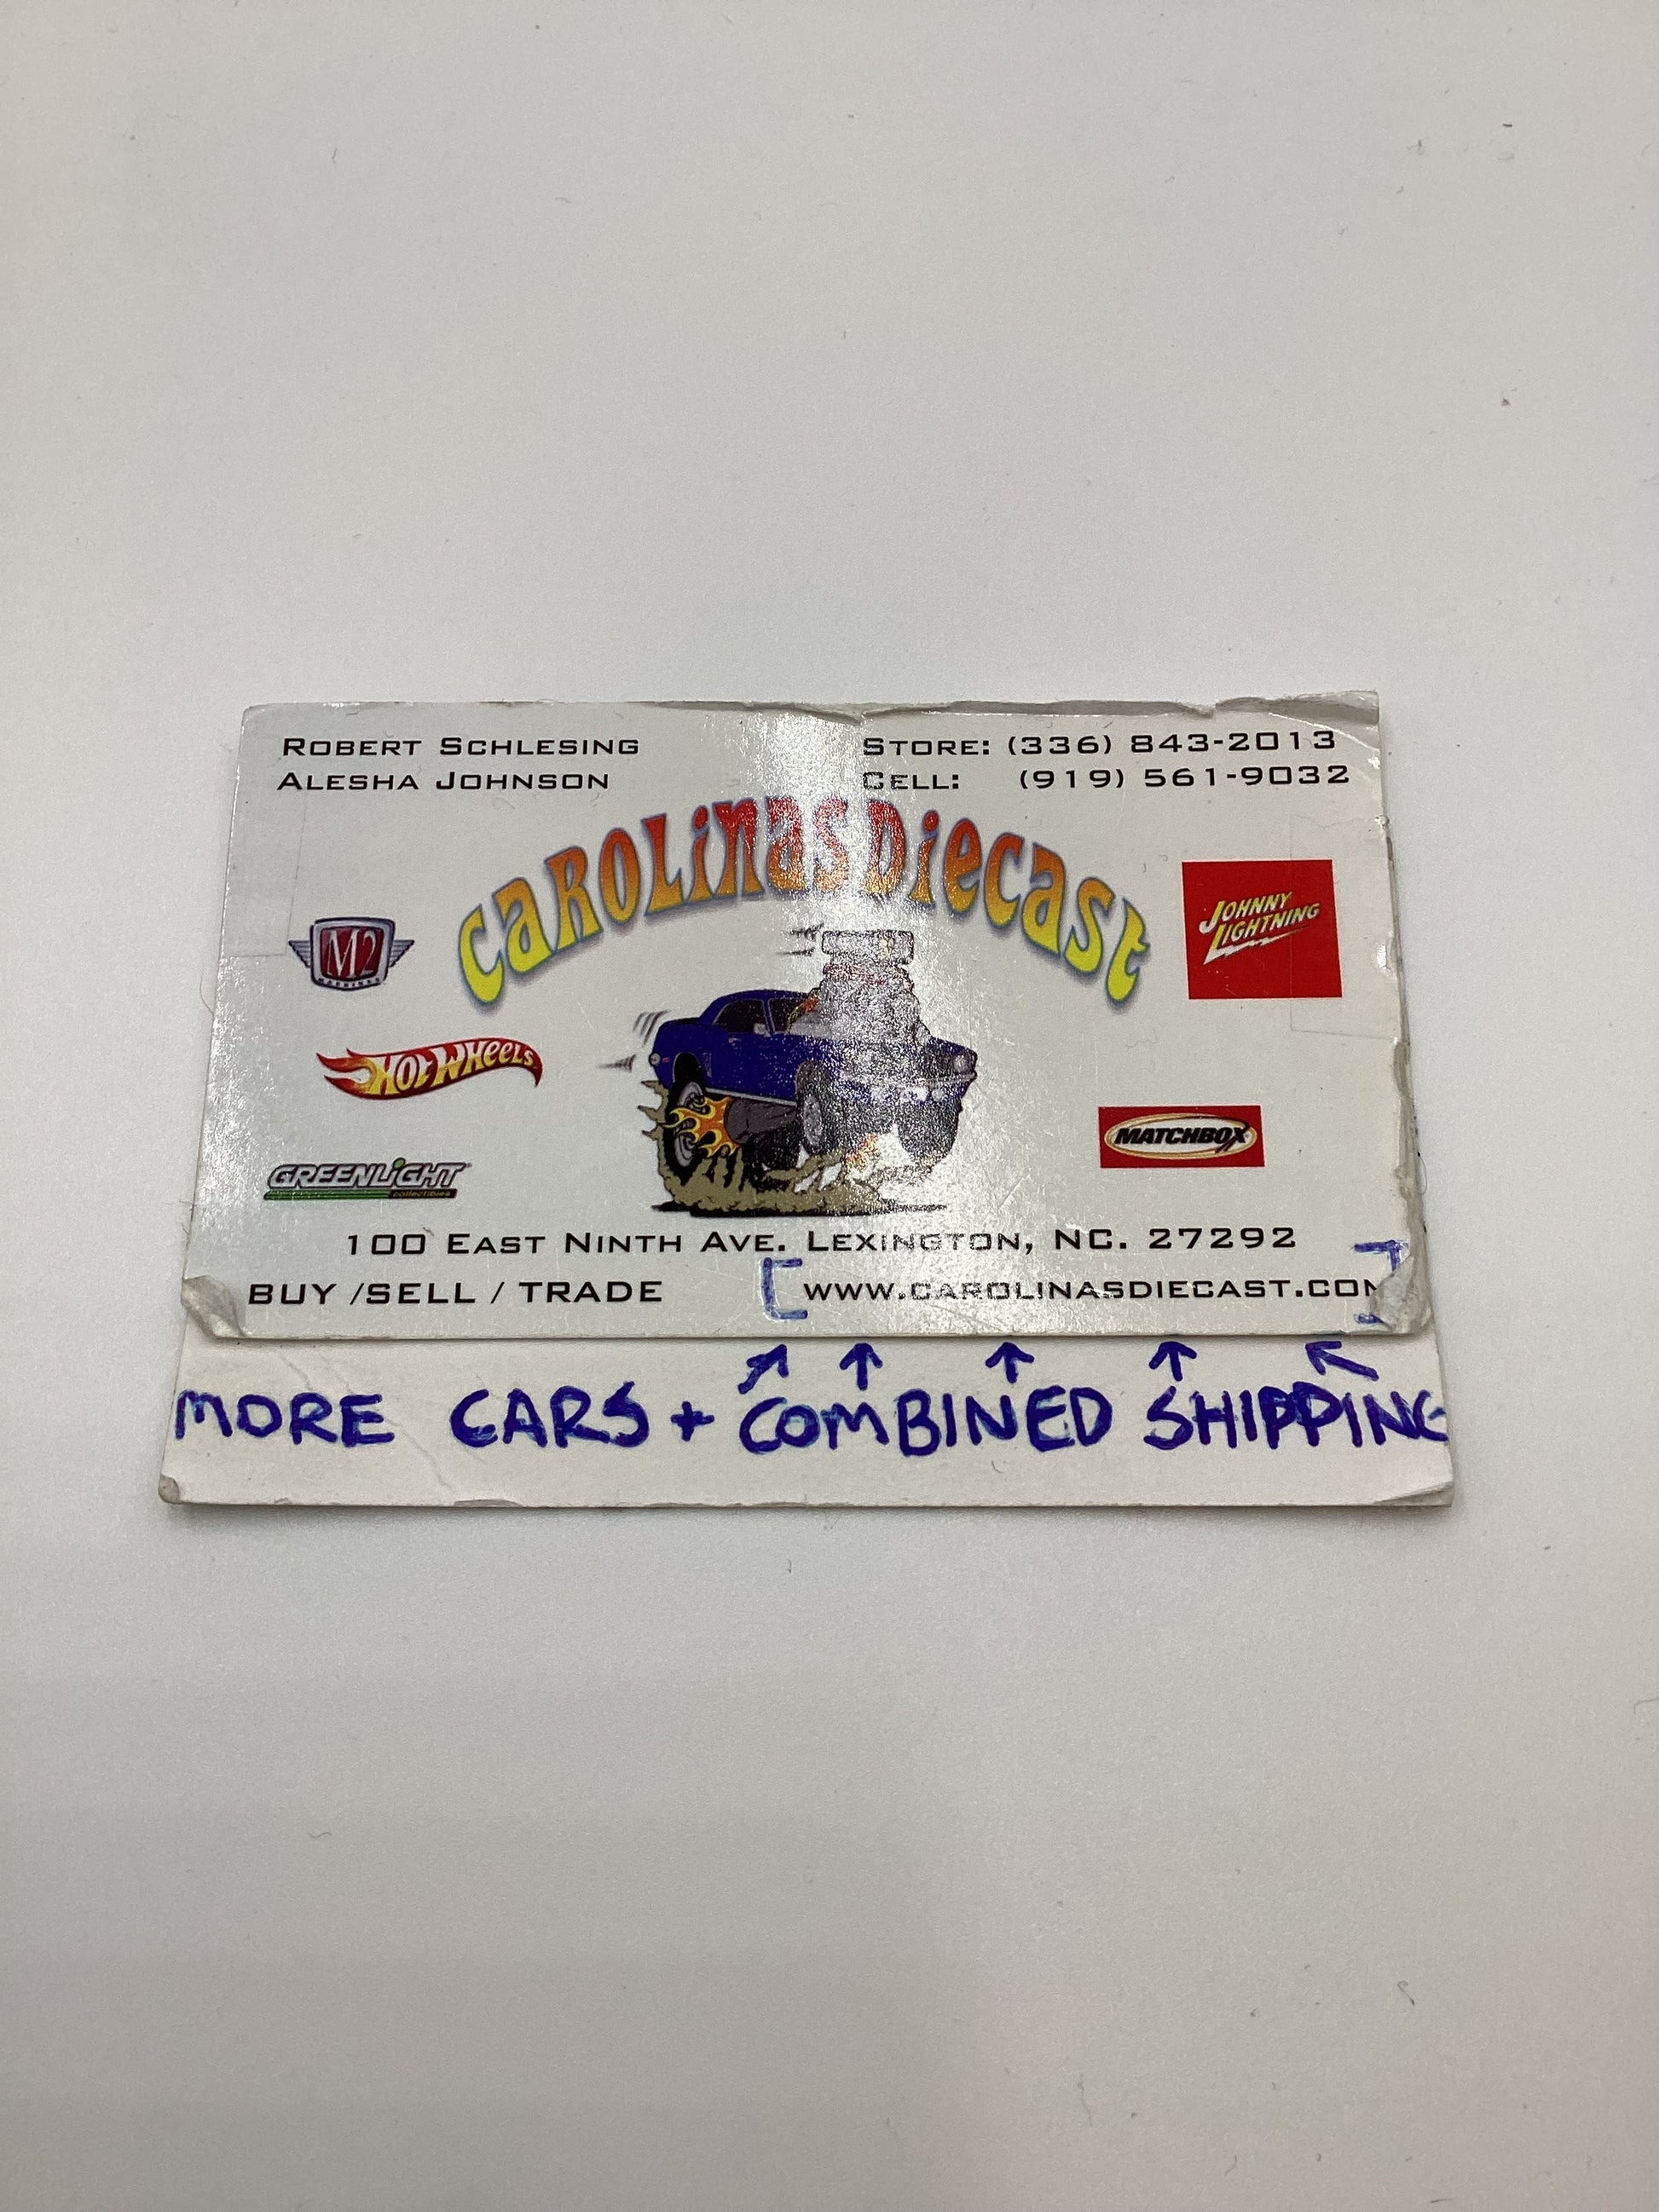 ROBERT SCHLESING
ALESHA JOHNSON
STORE: (336) 843-2013
CELL: (919) 561-9032
CAROLINAS DIECAST
M2
MACHINES
HOT WHEELS
GREENLIGHT
collectibles
JOHNNY
LIGHTNING
MATCHBOX
100 EAST NINTH AVE. LEXINGTON, NC. 27292
BUY /SELL / TRADE
[WWW.CAROLINASDIECAST.COM]
MORE CARS + COMBINED SHIPPING